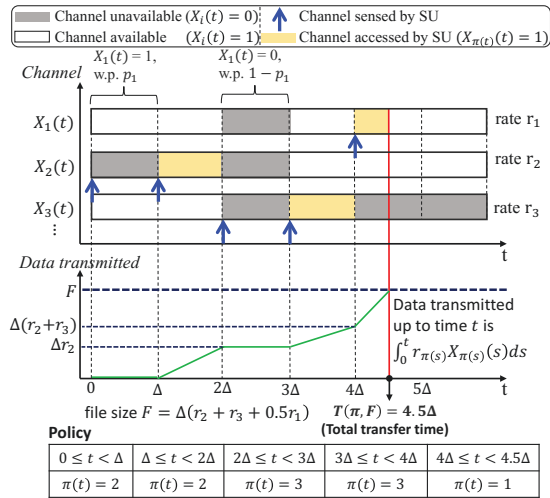 Channel unavailable (X_i(t) = 0) Channel sensed by SU
Channel available (X_i(t) = 1) Channel accessed by SU (X_π(t)(t) = 1)
X_1(t) = 1, w.p. p_1
X_1(t) = 0, w.p. 1 − p_1
Channel
X_1(t) rate r_1
X_2(t) rate r_2
X_3(t) rate r_3
⋮
t
Data transmitted
F
Data transmitted
up to time t is
∫_0^t r_π(s) X_π(s)(s)ds
Δ(r_2+r_3)
Δr_2
0 Δ 2Δ 3Δ 4Δ 5Δ t
file size F = Δ(r_2 + r_3 + 0.5r_1) T(π, F) = 4.5Δ
(Total transfer time)
Policy
0 ≤ t < Δ Δ ≤ t < 2Δ 2Δ ≤ t < 3Δ 3Δ ≤ t < 4Δ 4Δ ≤ t < 4.5Δ
π(t) = 2 π(t) = 2 π(t) = 3 π(t) = 3 π(t) = 1